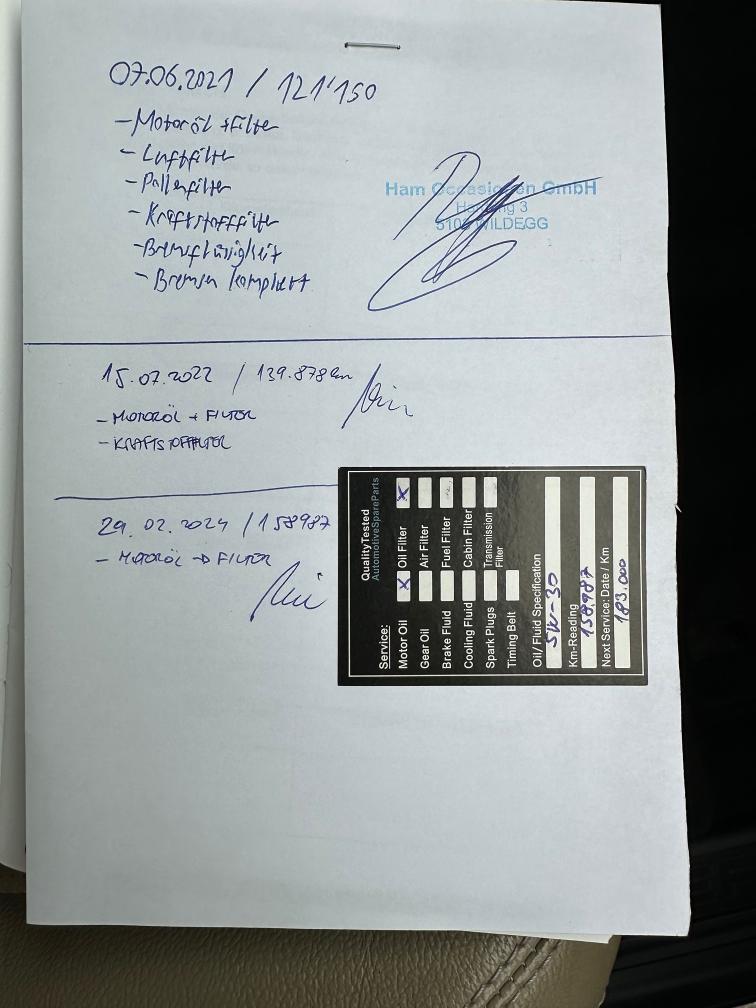 07.06.2021 / 121'150
- Motoröl + Filter
- Luftfilter
- Pollenfilter
- Kraftstofffilter
- Bremsflüssigkeit
- Bremsen komplett
Ham Occasionen GmbH
3
5103 WILDEGG
15.07.2022 / 139.878 km
- MOTORÖL + FILTER
- KRAFTSTOFFFILTER
29.02.2024 / 158987
- MOTORÖL + FILTER
QualityTested
AutomotiveSpareParts
Service:
Motor Oil X Oil Filter X
Gear Oil Air Filter
Brake Fluid Fuel Filter
Cooling Fluid Cabin Filter
Spark Plugs Transmission Filter
Timing Belt
Oil/Fluid Specification
5W-30
Km-Reading
158.987
Next Service: Date / Km
183.000